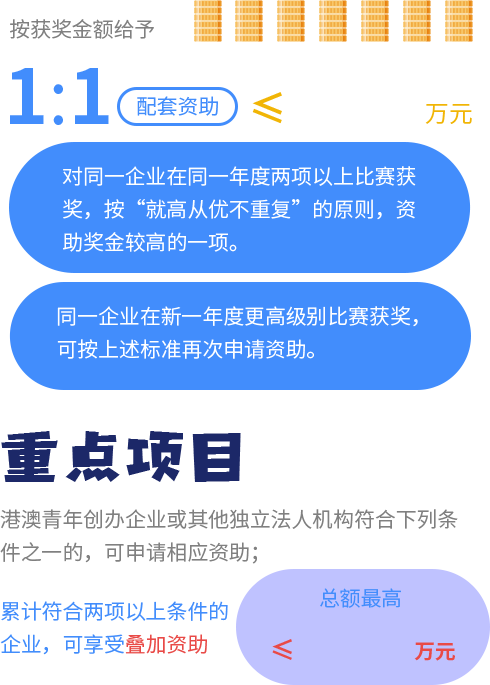 按获奖金额给予
1:1 配套资助 ≤ 万元
对同一企业在同一年度两项以上比赛获
奖，按“就高从优不重复”的原则，资
助奖金较高的一项。
同一企业在新一年度更高级别比赛获奖，
可按上述标准再次申请资助。
重点项目
港澳青年创办企业或其他独立法人机构符合下列条
件之一的，可申请相应资助；
累计符合两项以上条件的
企业，可享受叠加资助
总额最高
≤ 万元